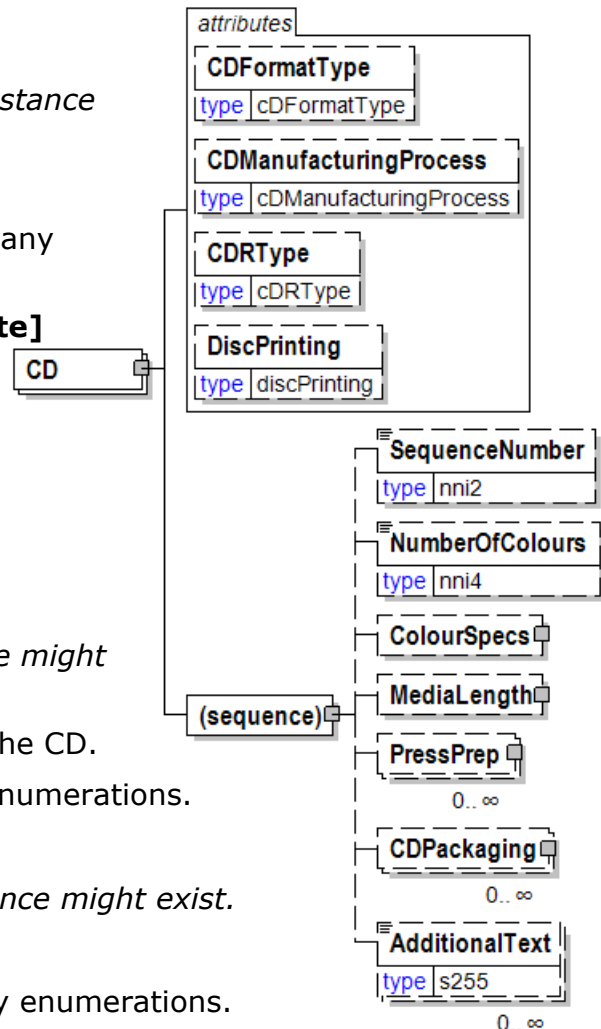 attributes
CDFormatType
type cDFormatType
stance
CDManufacturingProcess
type cDManufacturingProcess
any
CDRType
type cDRType
te]
DiscPrinting
type discPrinting
CD
SequenceNumber
type nni2
NumberOfColours
type nni4
e might
ColourSpecs
MediaLength
(sequence)
he CD.
PressPrep
numerations.
0.. ∞
CDPackaging
0.. ∞
nce might exist.
AdditionalText
type s255
y enumerations.
0.. ∞